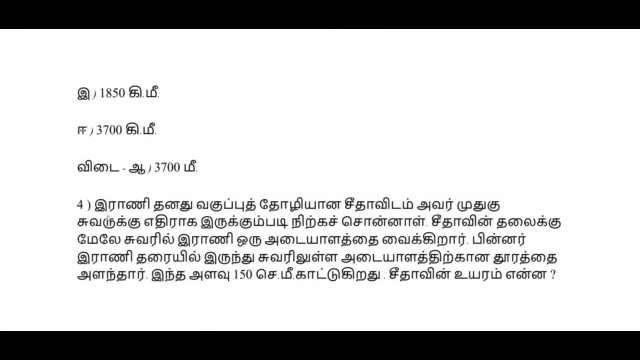 இ ) 1850 கி.மீ.
ஈ ) 3700 கி.மீ.
விடை - ஆ ) 3700 மீ.
4 ) இராணி தனது வகுப்புத் தோழியான சீதாவிடம் அவர் முதுகு
சுவருக்கு எதிராக இருக்கும்படி நிற்கச் சொன்னாள். சீதாவின் தலைக்கு
மேலே சுவரில் இராணி ஒரு அடையாளத்தை வைக்கிறார். பின்னர்
இராணி தரையில் இருந்து சுவரிலுள்ள அடையாளத்திற்கான தூரத்தை
அளந்தார். இந்த அளவு 150 செ.மீ.காட்டுகிறது . சீதாவின் உயரம் என்ன ?